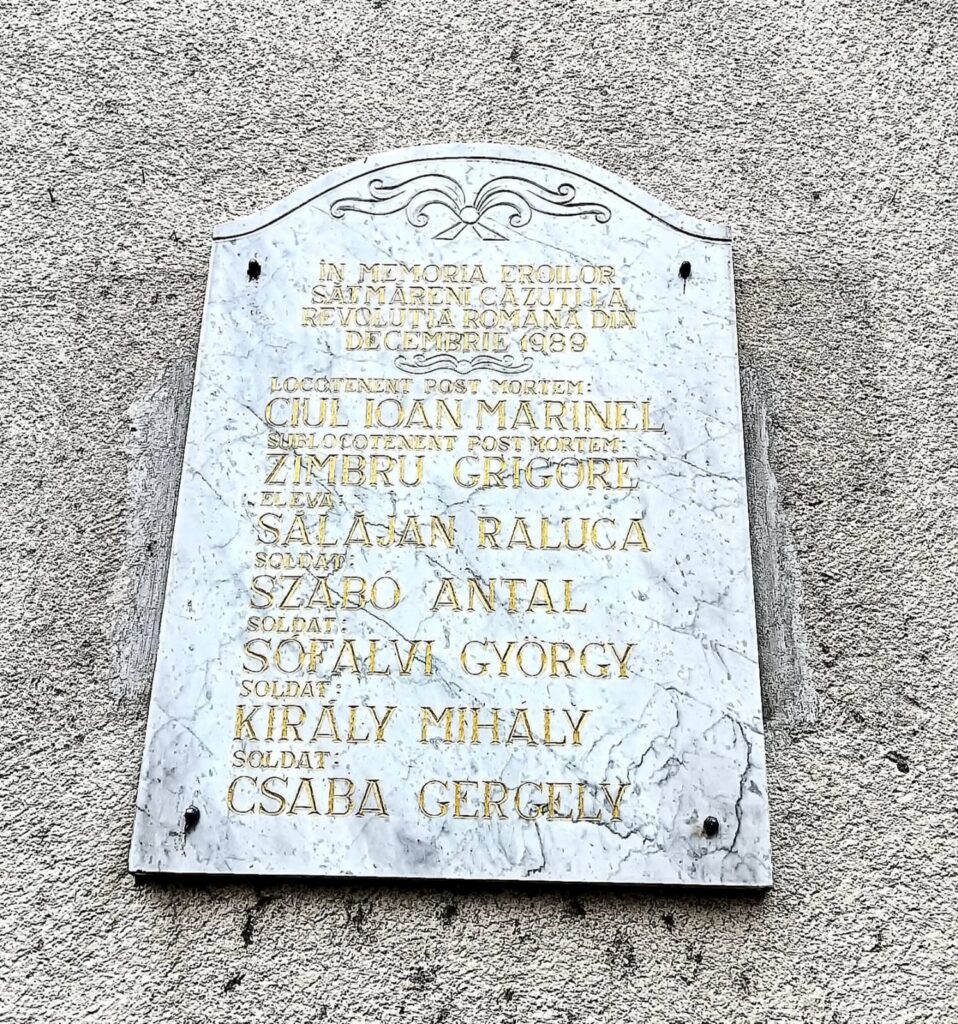 ÎN MEMORIA EROILOR
SĂTMĂRENI CĂZUȚI LA
REVOLUȚIA ROMÂNĂ DIN
DECEMBRIE 1989
LOCOTENENT POST MORTEM:
CIUL IOAN MARINEL
SUBLOCOTENENT POST MORTEM:
ZIMBRU GRIGORE
ELEVĂ:
SĂLĂJAN RALUCA
SOLDAT:
SZABÓ ANTAL
SOLDAT:
SÓFALVI GYÖRGY
SOLDAT:
KIRÁLY MIHÁLY
SOLDAT:
CSABA GERGELY